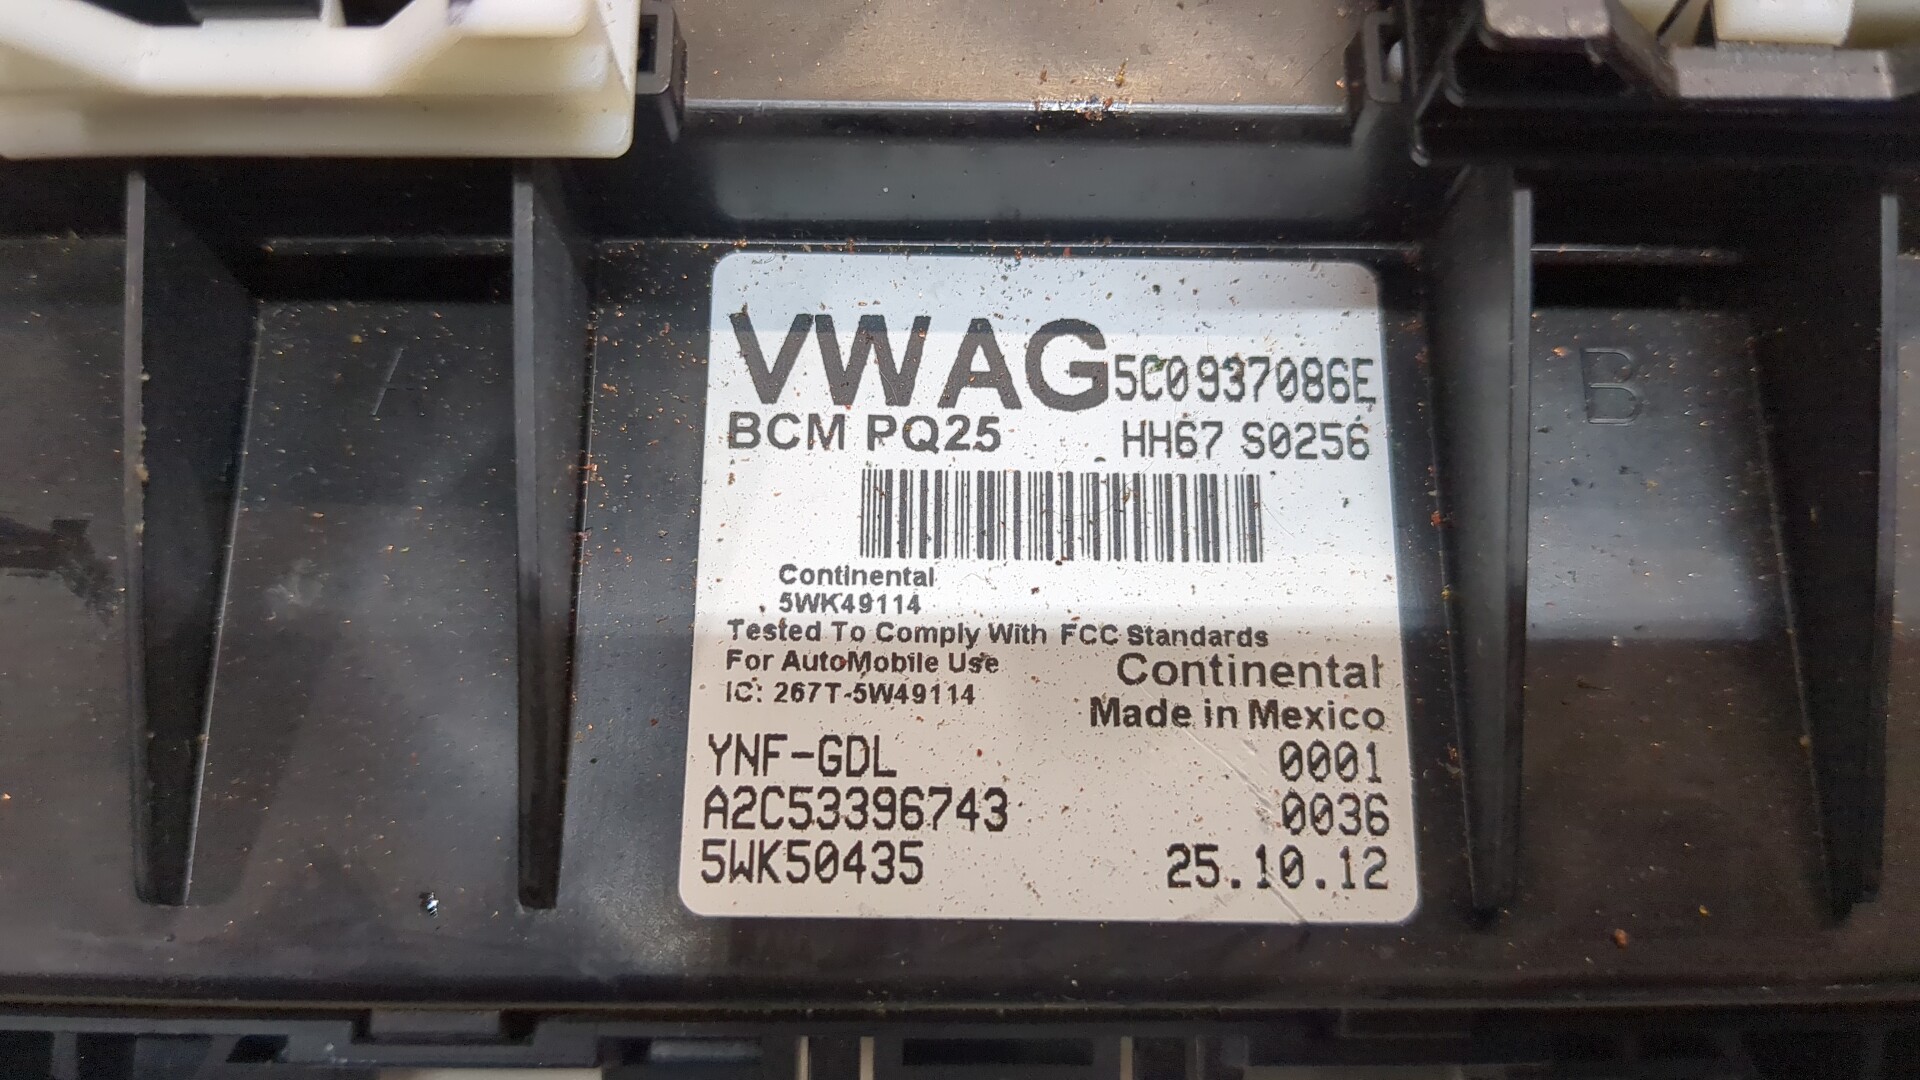 VWAG 5C0937086E
BCM PQ25 HH67 S0256
Continental
5WK49114
Tested To Comply With FCC Standards
For AutoMobile Use
IC: 267T-5W49114
Continental
Made in Mexico
YNF-GDL 0001
A2C53396743 0036
5WK50435 25.10.12
B